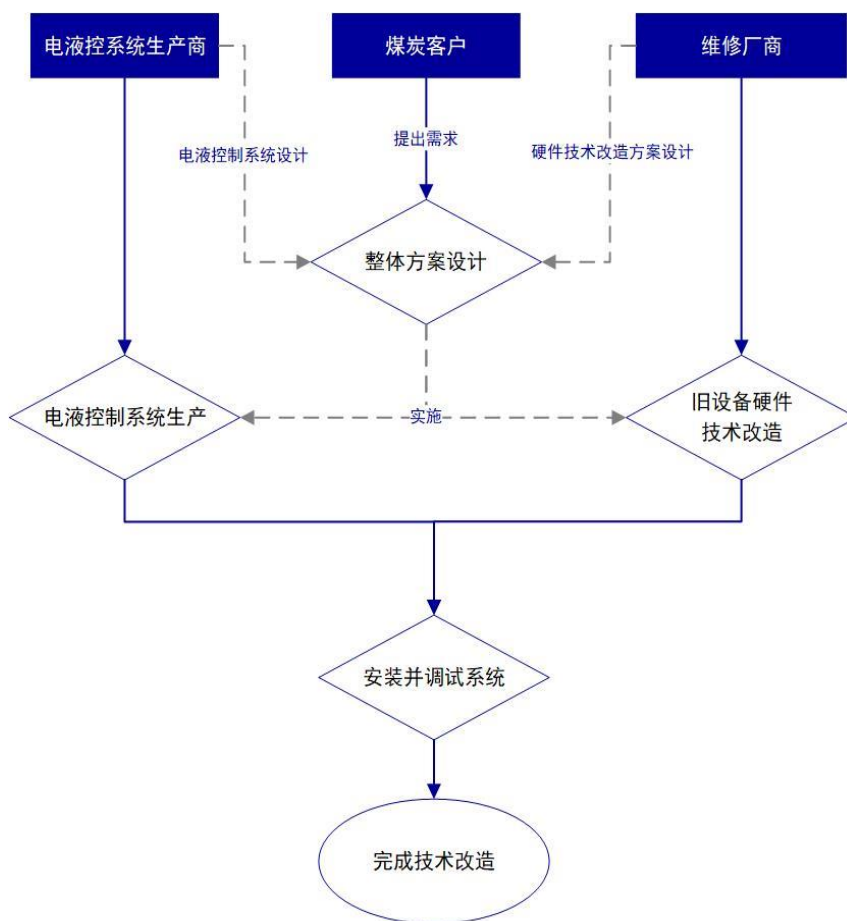 电液控系统生产商
煤炭客户
维修厂商
提出需求
电液控制系统设计
硬件技术改造方案设计
整体方案设计
电液控制系统生产
实施
旧设备硬件
技术改造
安装并调试系统
完成技术改造